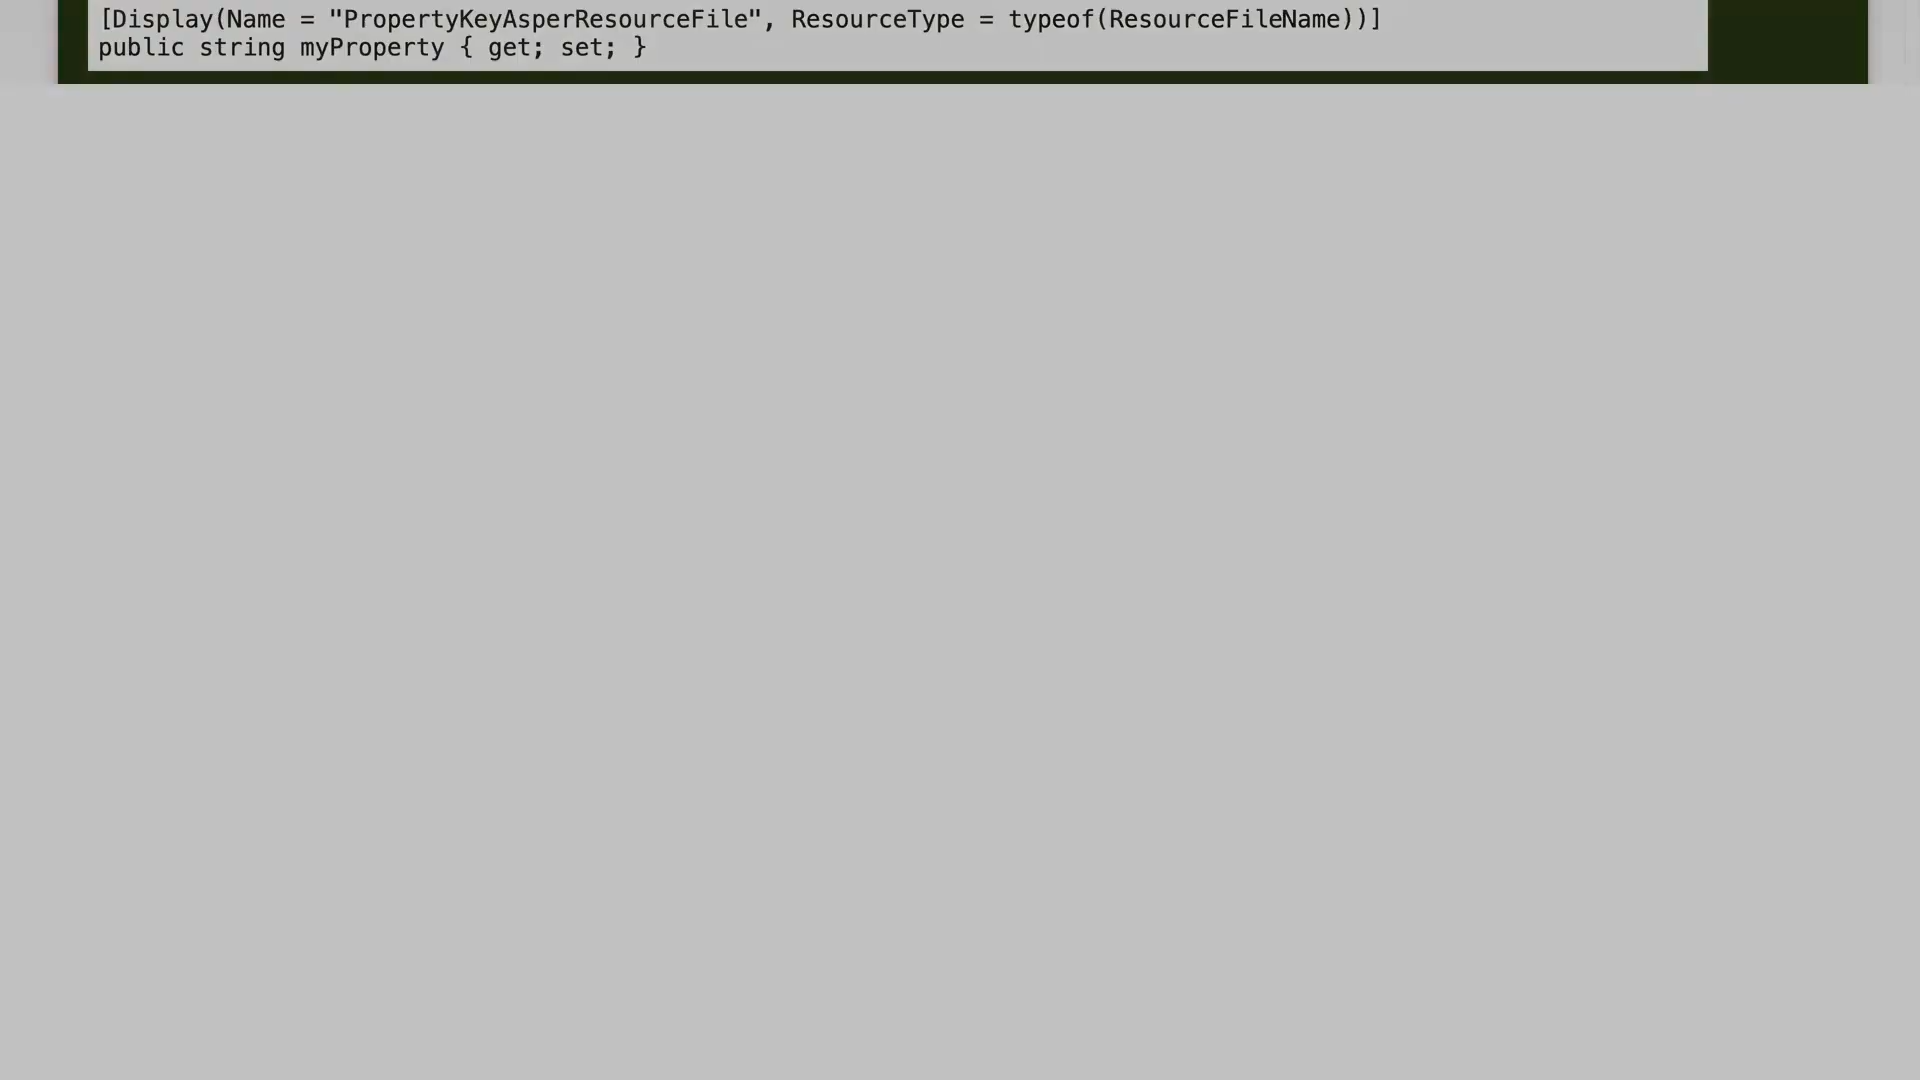 [Display(Name = "PropertyKeyAsperResourceFile", ResourceType = typeof(ResourceFileName))]
public string myProperty { get; set; }